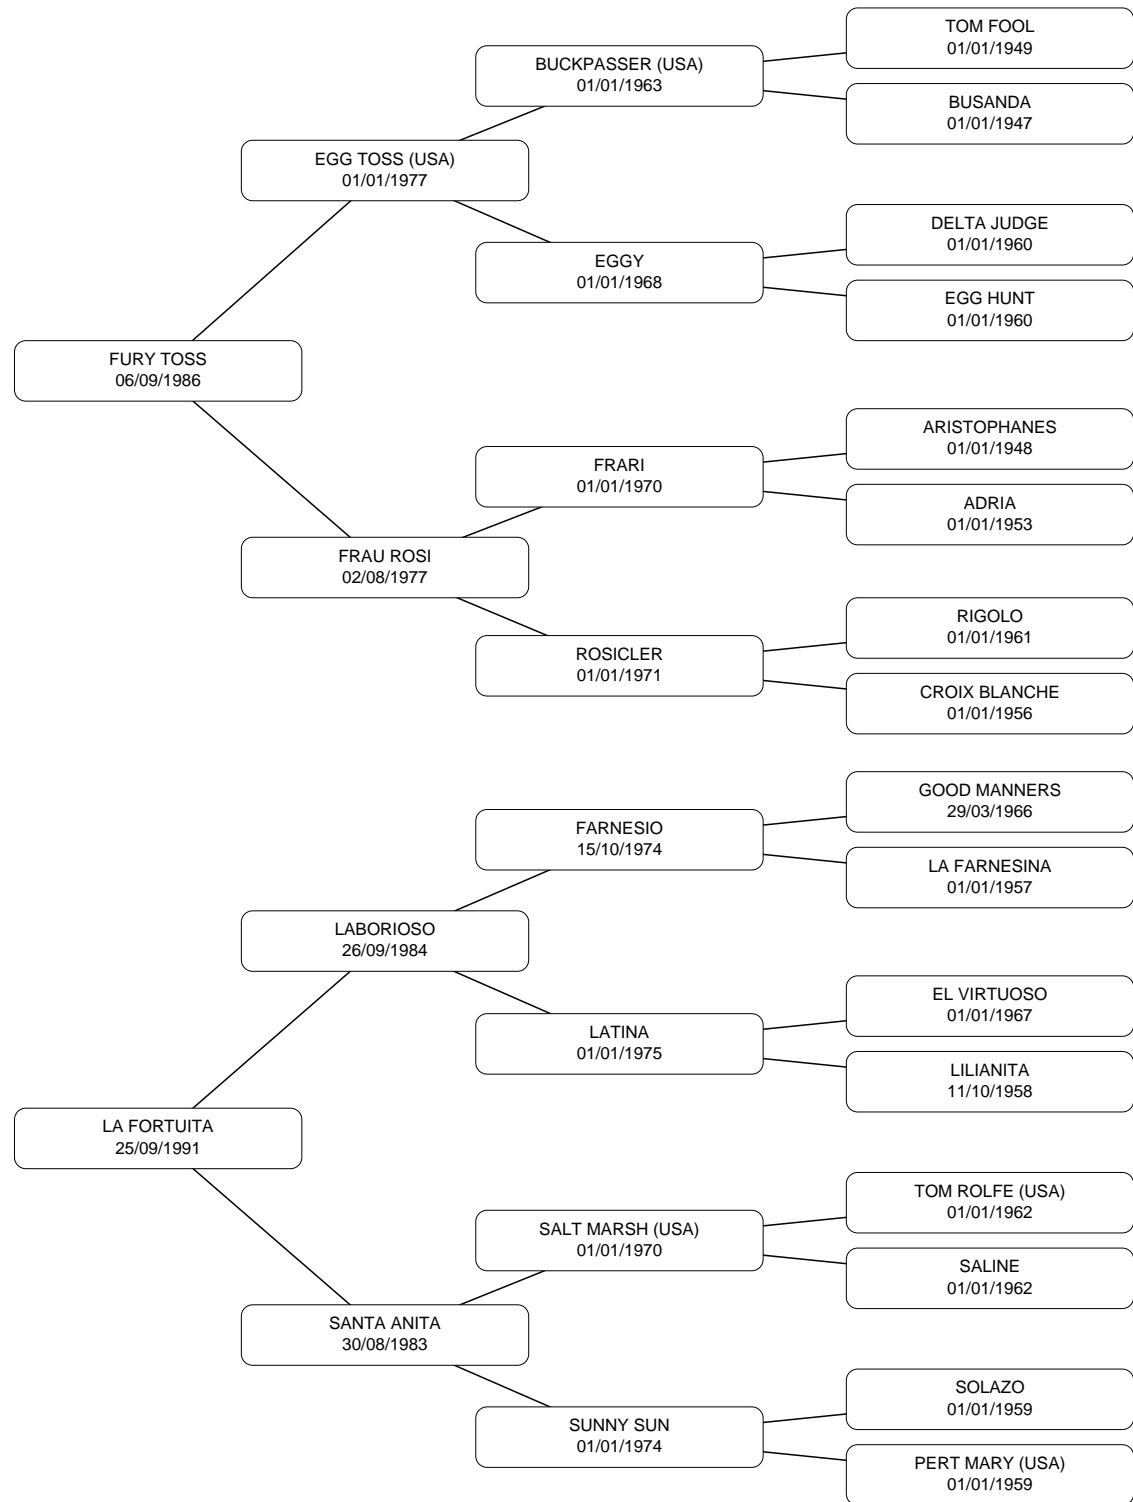 TOM FOOL
01/01/1949
BUCKPASSER (USA)
01/01/1963
BUSANDA
01/01/1947
EGG TOSS (USA)
01/01/1977
DELTA JUDGE
01/01/1960
EGGY
01/01/1968
EGG HUNT
01/01/1960
FURY TOSS
06/09/1986
ARISTOPHANES
01/01/1948
FRARI
01/01/1970
ADRIA
01/01/1953
FRAU ROSI
02/08/1977
RIGOLO
01/01/1961
ROSICLER
01/01/1971
CROIX BLANCHE
01/01/1956
GOOD MANNERS
29/03/1966
FARNESIO
15/10/1974
LA FARNESINA
01/01/1957
LABORIOSO
26/09/1984
EL VIRTUOSO
01/01/1967
LATINA
01/01/1975
LILIANITA
11/10/1958
LA FORTUITA
25/09/1991
TOM ROLFE (USA)
01/01/1962
SALT MARSH (USA)
01/01/1970
SALINE
01/01/1962
SANTA ANITA
30/08/1983
SOLAZO
01/01/1959
SUNNY SUN
01/01/1974
PERT MARY (USA)
01/01/1959